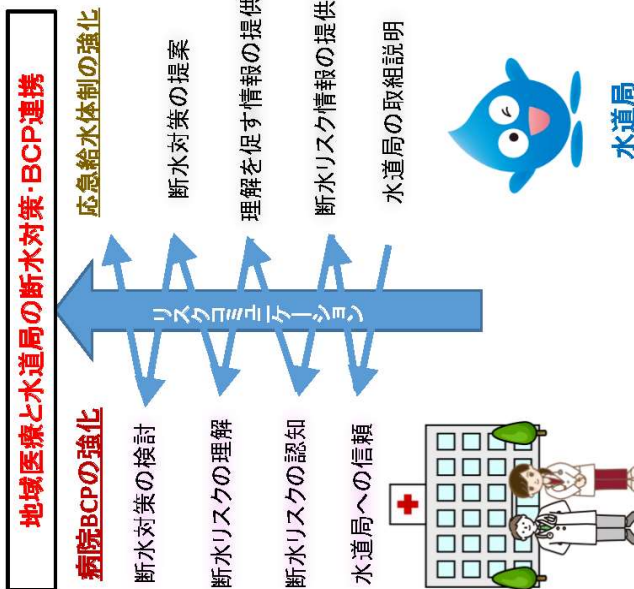 地域医療と水道局の断水対策・BCP連携
病院BCPの強化
応急給水体制の強化
断水対策の検討
断水対策の提案
断水リスクの理解
理解を促す情報の提供
断水リスクの認知
断水リスク情報の提供
水道局への信頼
水道局の取組説明
リスクコミュニケーション
水道局